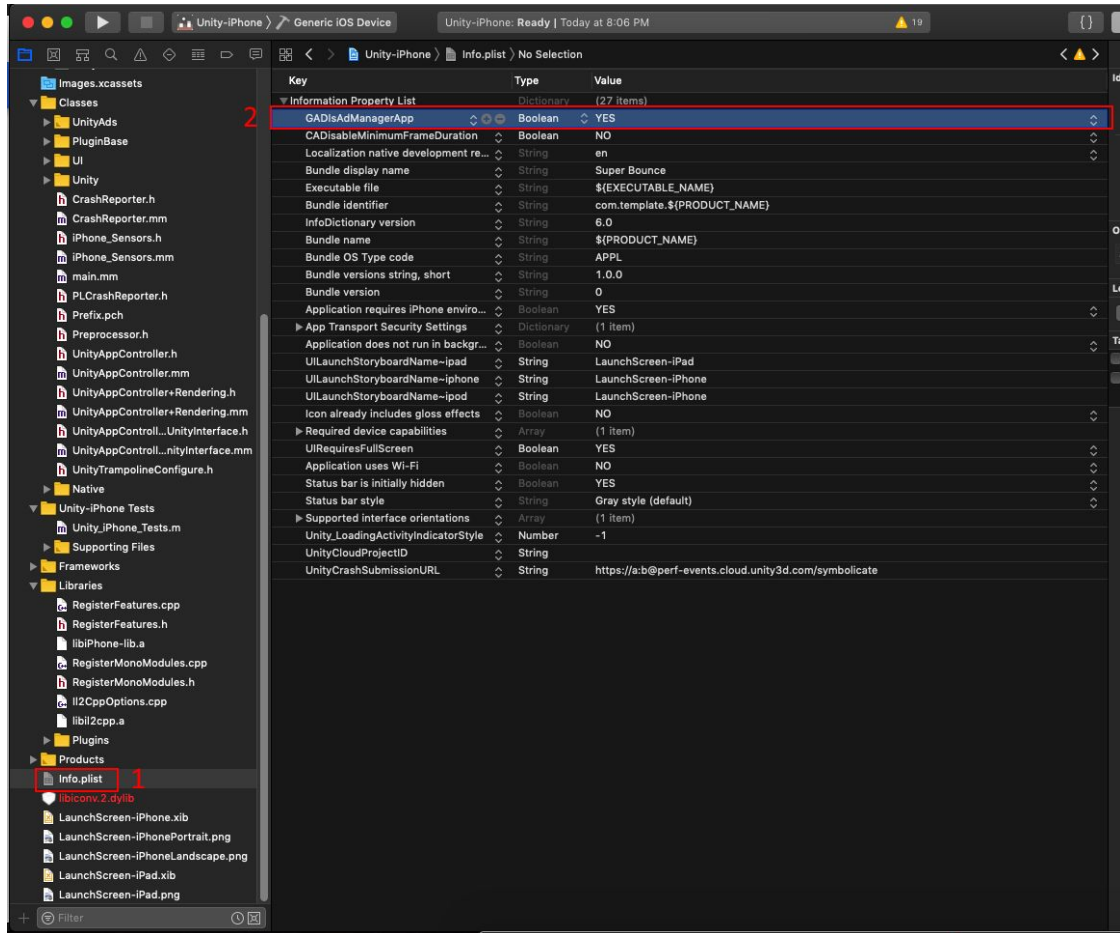 Unity-iPhone 〉 Generic iOS Device
Unity-iPhone: Ready | Today at 8:06 PM
19
{}
Unity-iPhone 〉 Info.plist 〉 No Selection
Images.xcassets
Classes
UnityAds
PluginBase
UI
Unity
CrashReporter.h
CrashReporter.mm
iPhone_Sensors.h
iPhone_Sensors.mm
main.mm
PLCrashReporter.h
Prefix.pch
Preprocessor.h
UnityAppController.h
UnityAppController.mm
UnityAppController+Rendering.h
UnityAppController+Rendering.mm
UnityAppControll...UnityInterface.h
UnityAppControll...nityInterface.mm
UnityTrampolineConfigure.h
Native
Unity-iPhone Tests
Unity_iPhone_Tests.m
Supporting Files
Frameworks
Libraries
RegisterFeatures.cpp
RegisterFeatures.h
libiPhone-lib.a
RegisterMonoModules.cpp
RegisterMonoModules.h
Il2CppOptions.cpp
libil2cpp.a
Plugins
Products
Info.plist 1
libiconv.2.dylib
LaunchScreen-iPhone.xib
LaunchScreen-iPhonePortrait.png
LaunchScreen-iPhoneLandscape.png
LaunchScreen-iPad.xib
LaunchScreen-iPad.png
Filter
Key Type Value
Information Property List Dictionary (27 items)
2 GADIsAdManagerApp Boolean YES
CADisableMinimumFrameDuration Boolean NO
Localization native development re... String en
Bundle display name String Super Bounce
Executable file String ${EXECUTABLE_NAME}
Bundle identifier String com.template.${PRODUCT_NAME}
InfoDictionary version String 6.0
Bundle name String ${PRODUCT_NAME}
Bundle OS Type code String APPL
Bundle versions string, short String 1.0.0
Bundle version String 0
Application requires iPhone enviro... Boolean YES
App Transport Security Settings Dictionary (1 item)
Application does not run in backgr... Boolean NO
UILaunchStoryboardName~ipad String LaunchScreen-iPad
UILaunchStoryboardName~iphone String LaunchScreen-iPhone
UILaunchStoryboardName~ipod String LaunchScreen-iPhone
Icon already includes gloss effects Boolean NO
Required device capabilities Array (1 item)
UIRequiresFullScreen Boolean YES
Application uses Wi-Fi Boolean NO
Status bar is initially hidden Boolean YES
Status bar style String Gray style (default)
Supported interface orientations Array (1 item)
Unity_LoadingActivityIndicatorStyle Number -1
UnityCloudProjectID String
UnityCrashSubmissionURL String https://a:b@perf-events.cloud.unity3d.com/symbolicate